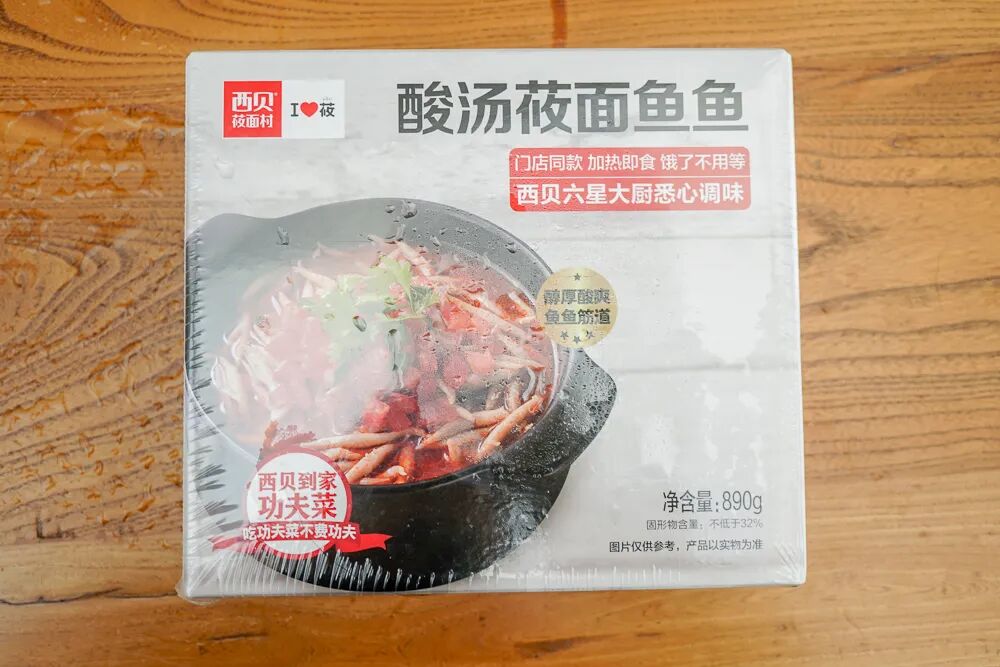 西贝
莜面村
I❤莜
酸汤莜面鱼鱼
门店同款 加热即食 饿了不用等
西贝六星大厨悉心调味
醇厚酸爽
鱼鱼筋道
西贝到家
功夫菜
吃功夫菜不费功夫
净含量:890g
固形物含量：不低于32%
图片仅供参考，产品以实物为准